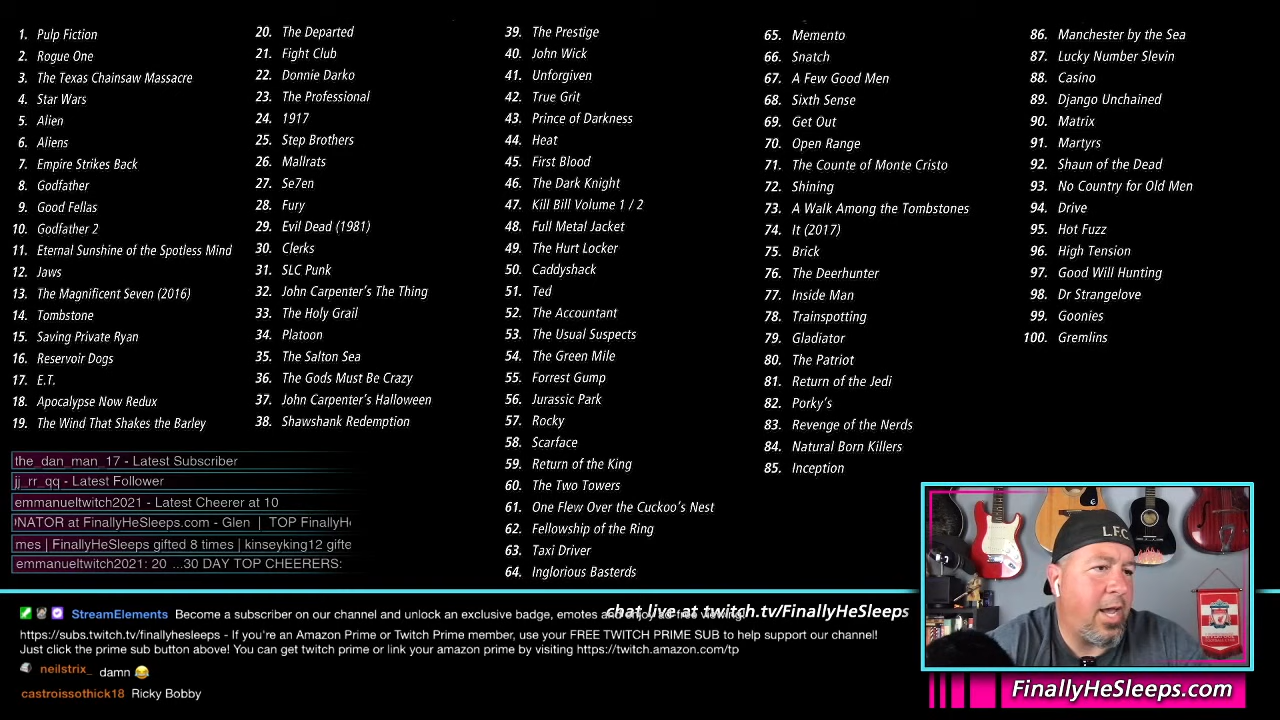 1. Pulp Fiction
2. Rogue One
3. The Texas Chainsaw Massacre
4. Star Wars
5. Alien
6. Aliens
7. Empire Strikes Back
8. Godfather
9. Good Fellas
10. Godfather 2
11. Eternal Sunshine of the Spotless Mind
12. Jaws
13. The Magnificent Seven (2016)
14. Tombstone
15. Saving Private Ryan
16. Reservoir Dogs
17. E.T.
18. Apocalypse Now Redux
19. The Wind That Shakes the Barley
20. The Departed
21. Fight Club
22. Donnie Darko
23. The Professional
24. 1917
25. Step Brothers
26. Mallrats
27. Se7en
28. Fury
29. Evil Dead (1981)
30. Clerks
31. SLC Punk
32. John Carpenter's The Thing
33. The Holy Grail
34. Platoon
35. The Salton Sea
36. The Gods Must Be Crazy
37. John Carpenter's Halloween
38. Shawshank Redemption
39. The Prestige
40. John Wick
41. Unforgiven
42. True Grit
43. Prince of Darkness
44. Heat
45. First Blood
46. The Dark Knight
47. Kill Bill Volume 1 / 2
48. Full Metal Jacket
49. The Hurt Locker
50. Caddyshack
51. Ted
52. The Accountant
53. The Usual Suspects
54. The Green Mile
55. Forrest Gump
56. Jurassic Park
57. Rocky
58. Scarface
59. Return of the King
60. The Two Towers
61. One Flew Over the Cuckoo's Nest
62. Fellowship of the Ring
63. Taxi Driver
64. Inglorious Basterds
65. Memento
66. Snatch
67. A Few Good Men
68. Sixth Sense
69. Get Out
70. Open Range
71. The Counte of Monte Cristo
72. Shining
73. A Walk Among the Tombstones
74. It (2017)
75. Brick
76. The Deerhunter
77. Inside Man
78. Trainspotting
79. Gladiator
80. The Patriot
81. Return of the Jedi
82. Porky's
83. Revenge of the Nerds
84. Natural Born Killers
85. Inception
86. Manchester by the Sea
87. Lucky Number Slevin
88. Casino
89. Django Unchained
90. Matrix
91. Martyrs
92. Shaun of the Dead
93. No Country for Old Men
94. Drive
95. Hot Fuzz
96. High Tension
97. Good Will Hunting
98. Dr Strangelove
99. Goonies
100. Gremlins
the_dan_man_17 - Latest Subscriber
jj_rr_qq - Latest Follower
emmanueltwitch2021 - Latest Cheerer at 10
NATOR at FinallyHeSleeps.com - Glen | TOP FinallyHe
mes | FinallyHeSleeps gifted 8 times | kinseyking12 gifte
emmanueltwitch2021: 20 ...30 DAY TOP CHEERERS:
StreamElements Become a subscriber on our channel and unlock an exclusive badge, emotes and enjoy ad-free viewing!
chat live at twitch.tv/FinallyHeSleeps
https://subs.twitch.tv/finallyhesleeps - If you're an Amazon Prime or Twitch Prime member, use your FREE TWITCH PRIME SUB to help support our channel!
Just click the prime sub button above! You can get twitch prime or link your amazon prime by visiting https://twitch.amazon.com/tp
neilstrix_ damn 😂
castroissothick18 Ricky Bobby
L.F.C.
FinallyHeSleeps.com